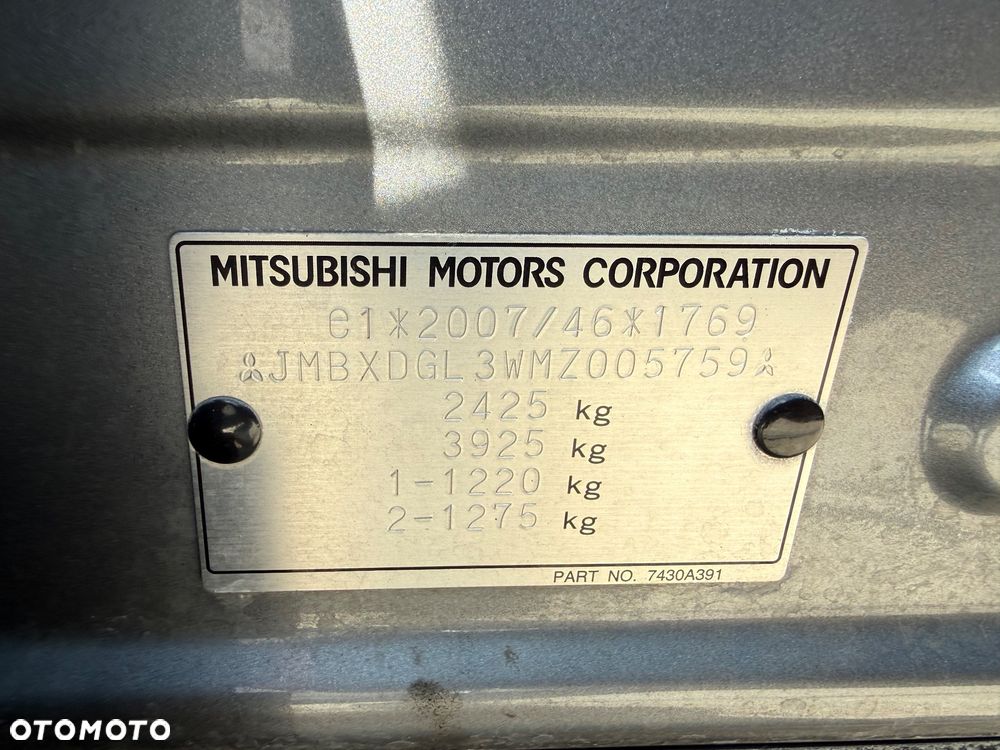 MITSUBISHI MOTORS CORPORATION
e1*2007/46*1769
JMBXDGL3WMZ005759
2425 kg
3925 kg
1-1220 kg
2-1275 kg
PART NO. 7430A391
OTOMOTO